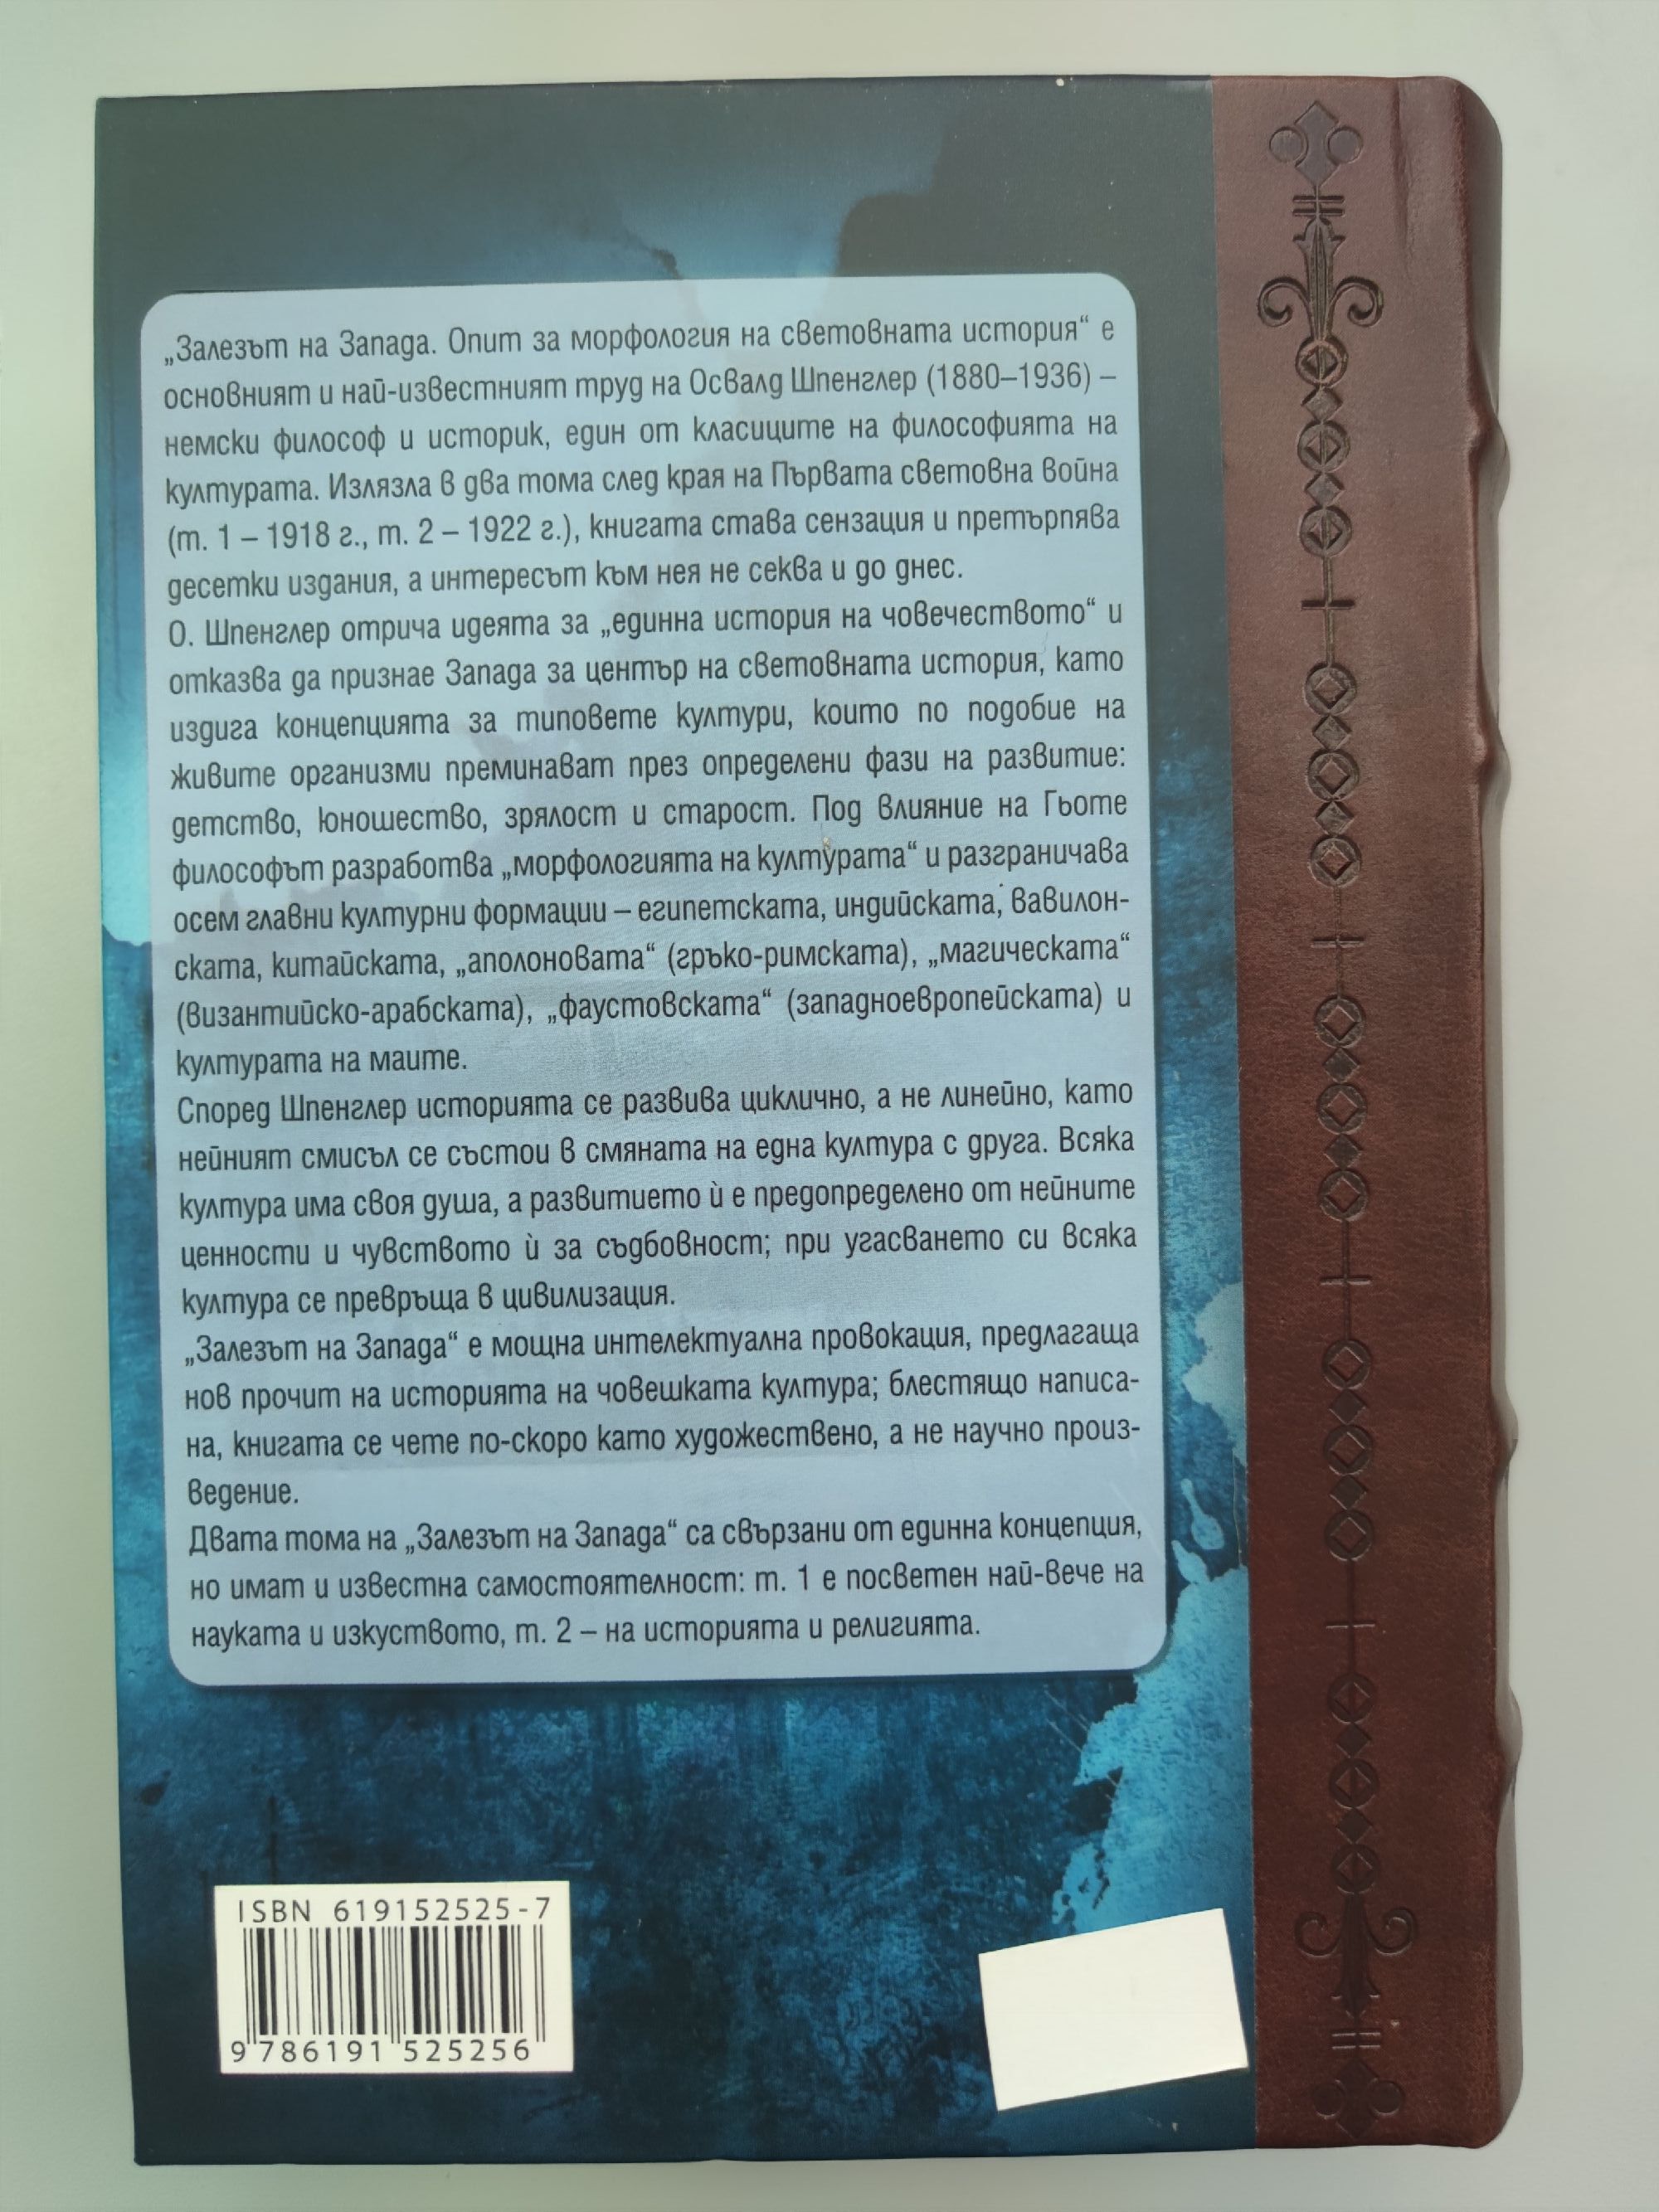 „Залезът на Запада. Опит за морфология на световната история“ е
основният и най-известният труд на Освалд Шпенглер (1880–1936) –
немски философ и историк, един от класиците на философията на
културата. Излязла в два тома след края на Първата световна война
(т. 1 – 1918 г., т. 2 – 1922 г.), книгата става сензация и претърпява
десетки издания, а интересът към нея не секва и до днес.
О. Шпенглер отрича идеята за „единна история на човечеството“ и
отказва да признае Запада за център на световната история, като
издига концепцията за типовете култури, които по подобие на
живите организми преминават през определени фази на развитие:
детство, юношество, зрялост и старост. Под влияние на Гьоте
философът разработва „морфологията на културата“ и разграничава
осем главни културни формации – египетската, индийската, вавилон-
ската, китайската, „аполоновата“ (гръко-римската), „магическата“
(византийско-арабската), „фаустовската“ (западноевропейската) и
културата на маите.
Според Шпенглер историята се развива циклично, а не линейно, като
нейният смисъл се състои в смяната на една култура с друга. Всяка
култура има своя душа, а развитието ѝ е предопределено от нейните
ценности и чувството ѝ за съдбовност; при угасването си всяка
култура се превръща в цивилизация.
„Залезът на Запада“ е мощна интелектуална провокация, предлагаща
нов прочит на историята на човешката култура; блестящо написа-
на, книгата се чете по-скоро като художествено, а не научно произ-
ведение.
Двата тома на „Залезът на Запада“ са свързани от единна концепция,
но имат и известна самостоятелност: т. 1 е посветен най-вече на
науката и изкуството, т. 2 – на историята и религията.
ISBN 619152525-7
9 786191 525256